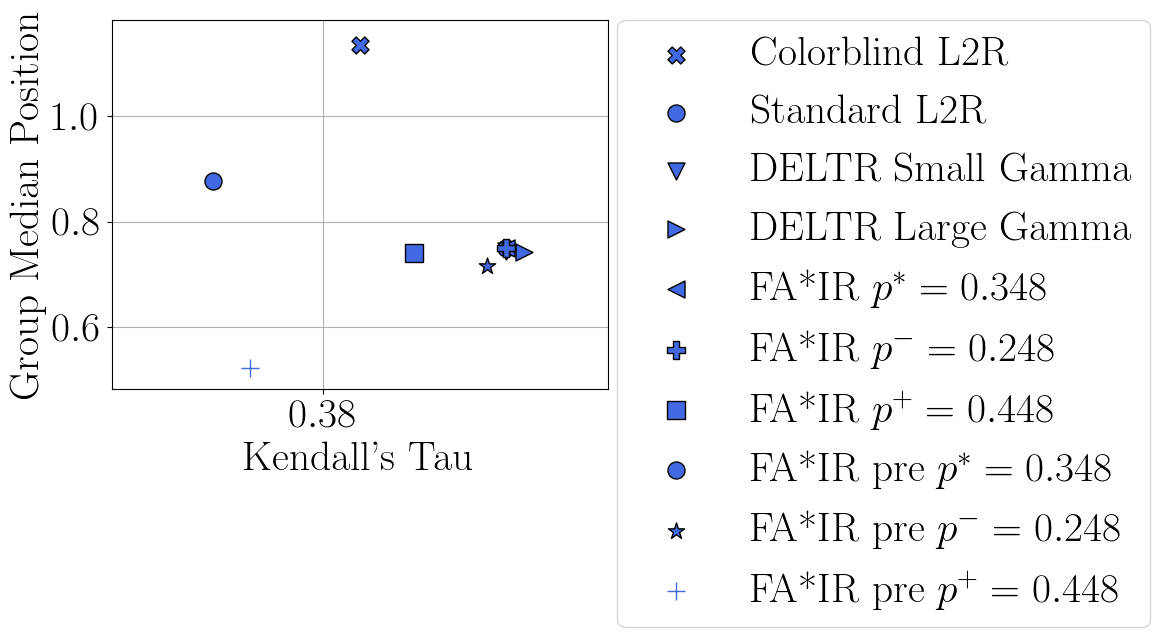 Group Median Position
1.0
0.8
0.6
0.38
Kendall's Tau
Colorblind L2R
Standard L2R
DELTR Small Gamma
DELTR Large Gamma
FA*IR p* = 0.348
FA*IR p⁻ = 0.248
FA*IR p⁺ = 0.448
FA*IR pre p* = 0.348
FA*IR pre p⁻ = 0.248
FA*IR pre p⁺ = 0.448